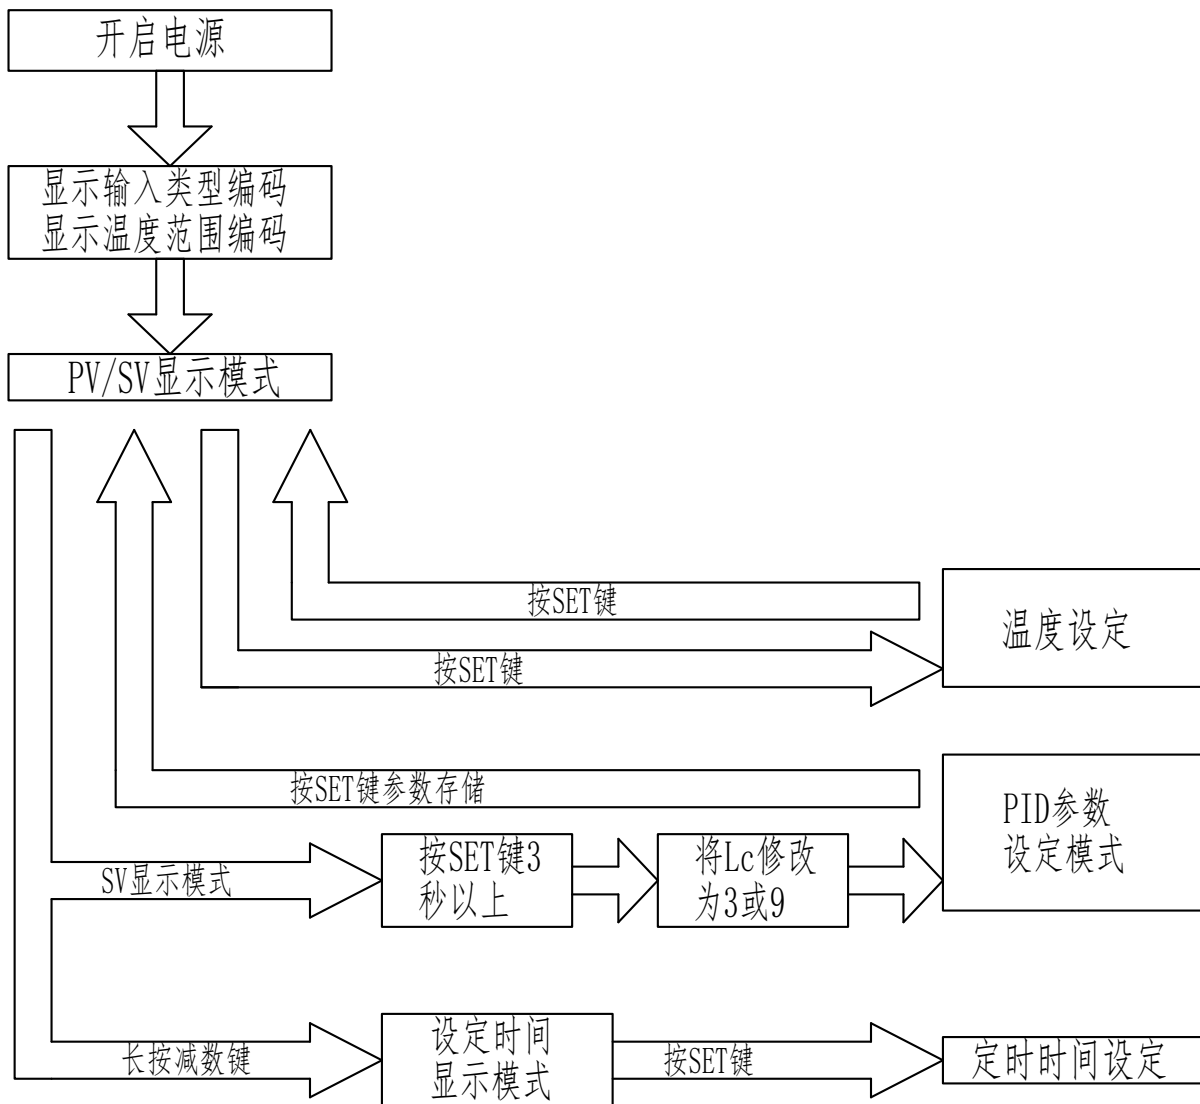 开启电源
显示输入类型编码
显示温度范围编码
PV/SV显示模式
按SET键
温度设定
按SET键
按SET键参数存储
PID参数
设定模式
SV显示模式
按SET键3
秒以上
将Lc修改
为3或9
长按减数键
设定时间
显示模式
按SET键
定时时间设定